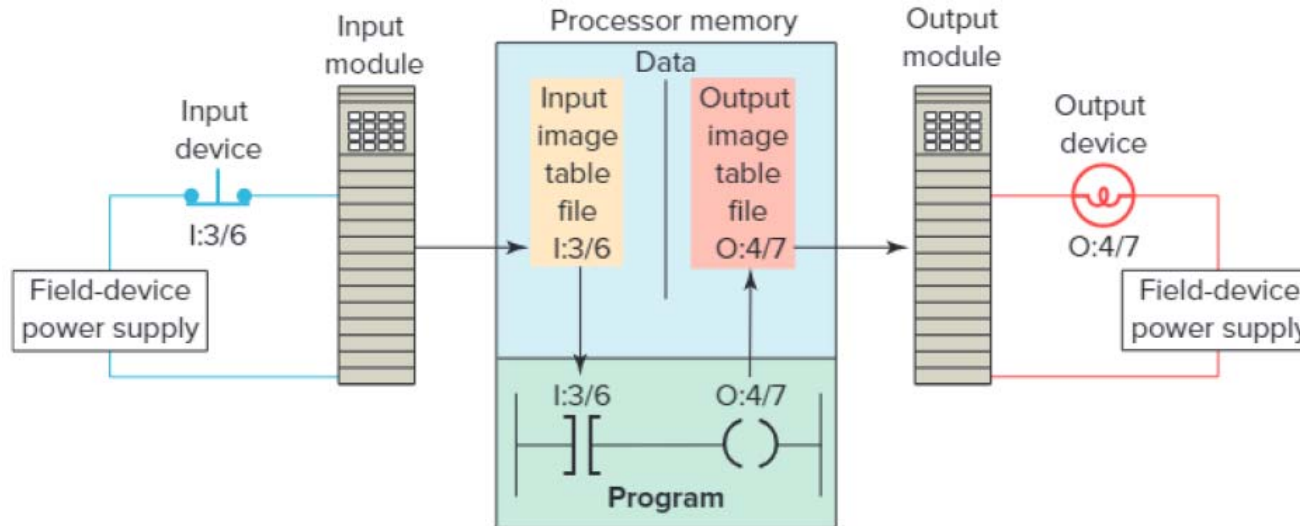 Input
module
Processor memory
Output
module
Data
Input
device
Input
image
table
file
I:3/6
Output
image
table
file
O:4/7
Output
device
I:3/6
O:4/7
Field-device
power supply
Field-device
power supply
I:3/6
O:4/7
Program